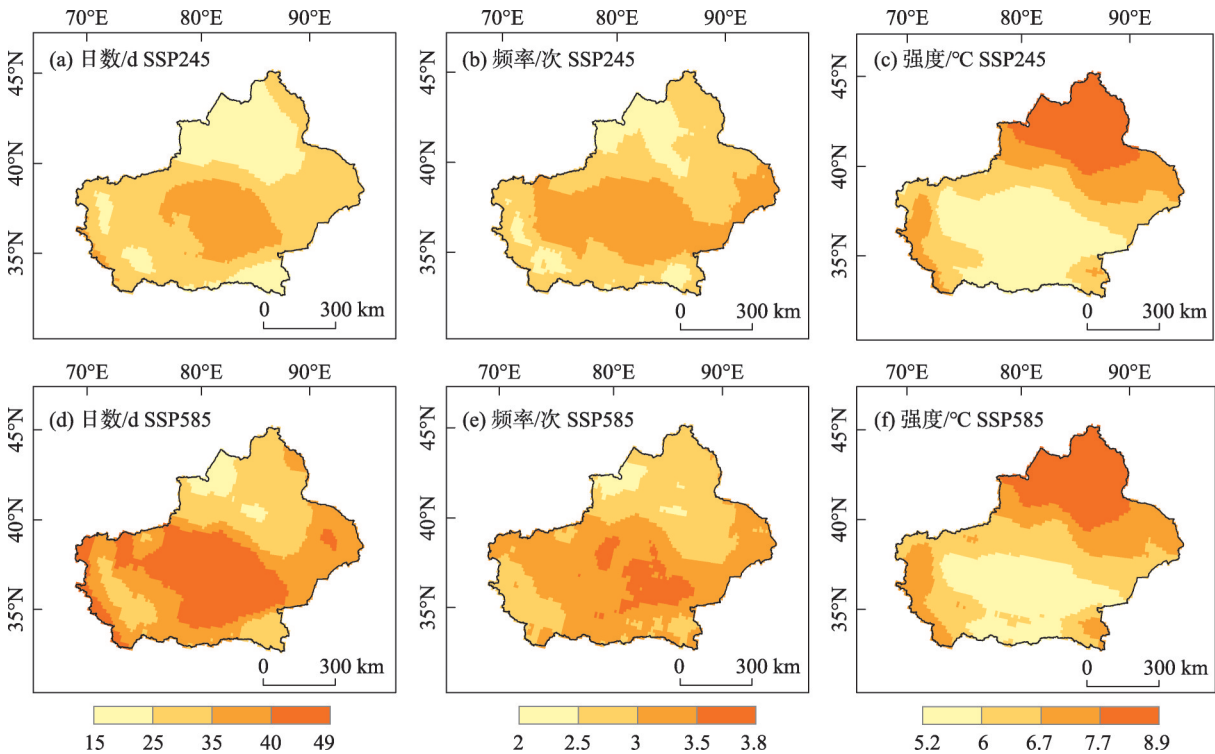 70°E 80°E 90°E
70°E 80°E 90°E
70°E 80°E 90°E
(a) 日数/d SSP245
(b) 频率/次 SSP245
(c) 强度/℃ SSP245
45°N
40°N
35°N
45°N
40°N
35°N
45°N
40°N
35°N
0 300 km
0 300 km
0 300 km
70°E 80°E 90°E
70°E 80°E 90°E
70°E 80°E 90°E
(d) 日数/d SSP585
(e) 频率/次 SSP585
(f) 强度/℃ SSP585
45°N
40°N
35°N
45°N
40°N
35°N
45°N
40°N
35°N
0 300 km
0 300 km
0 300 km
15 25 35 40 49
2 2.5 3 3.5 3.8
5.2 6 6.7 7.7 8.9